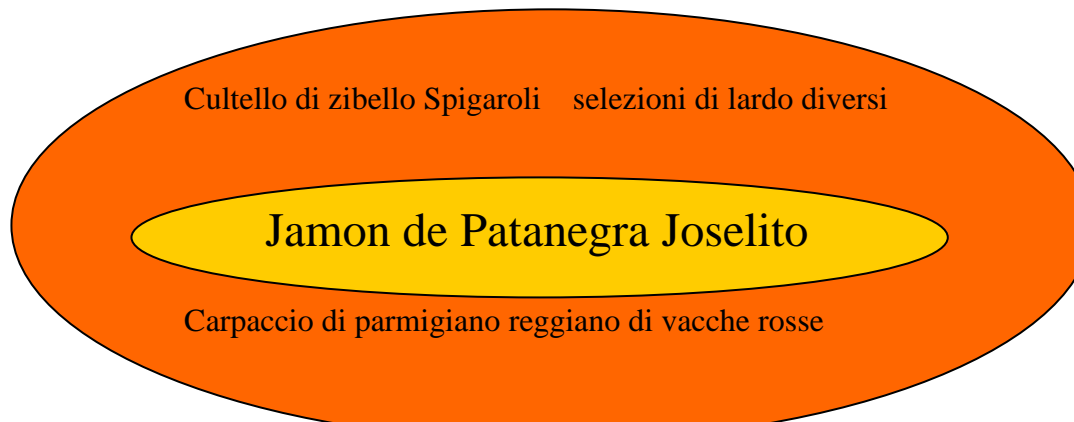 Cultello di zibello Spigaroli    selezioni di lardo diversi
Jamon de Patanegra Joselito
Carpaccio di parmigiano reggiano di vacche rosse